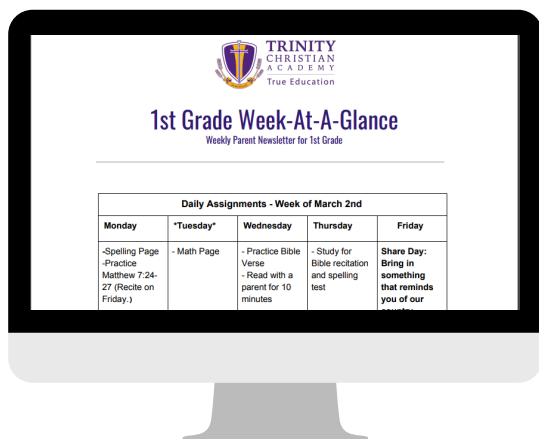 TRINITY
CHRISTIAN
ACADEMY
True Education
1st Grade Week-At-A-Glance
Weekly Parent Newsletter for 1st Grade
Daily Assignments - Week of March 2nd
Monday
*Tuesday*
Wednesday
Thursday
Friday
-Spelling Page
-Practice
Matthew 7:24-
27 (Recite on
Friday.)
- Math Page
- Practice Bible
Verse
- Read with a
parent for 10
minutes
- Study for
Bible recitation
and spelling
test
Share Day:
Bring in
something
that reminds
you of our